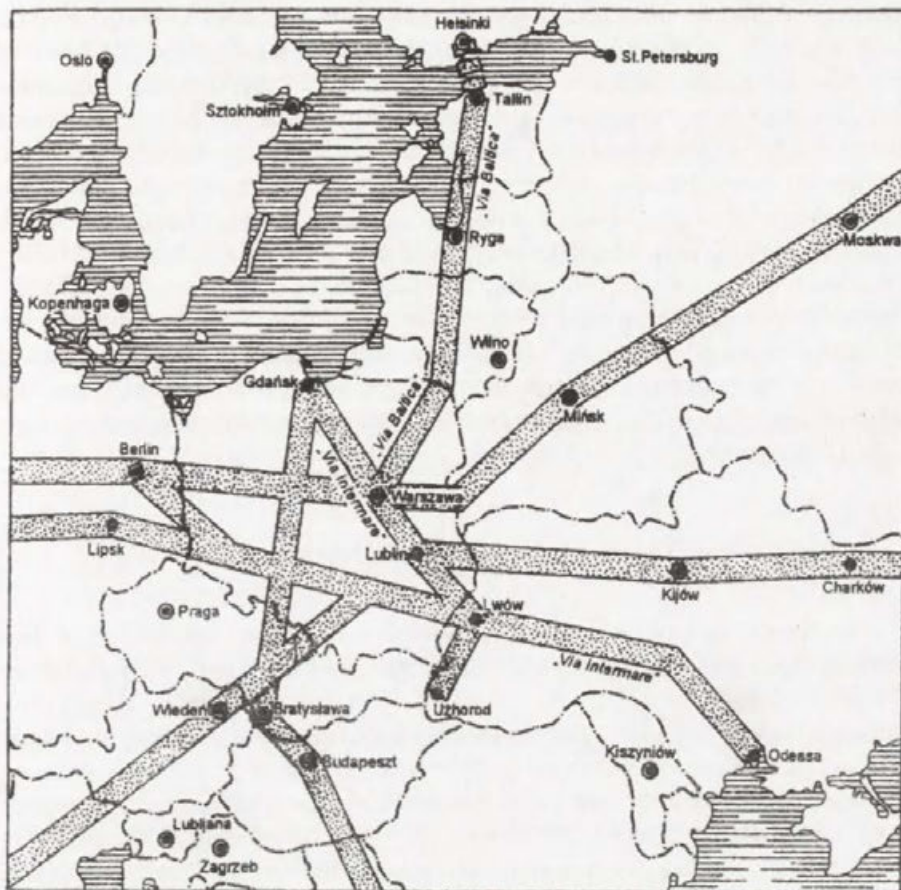 Helsinki
Oslo
St.Petersburg
Sztokholm
Tallin
„Via Baltica"
Ryga
Moskwa
Kopenhaga
Wilno
Gdańsk
Mińsk
„Via Baltica"
Berlin
„Via Intermare"
Warszawa
Lipsk
Lublin
Kijów
Charków
Praga
Lwów
„Via Intermare"
Użhorod
Wiedeń
Bratysława
Kiszyniów
Odessa
Budapeszt
Lubljana
Zagrzeb